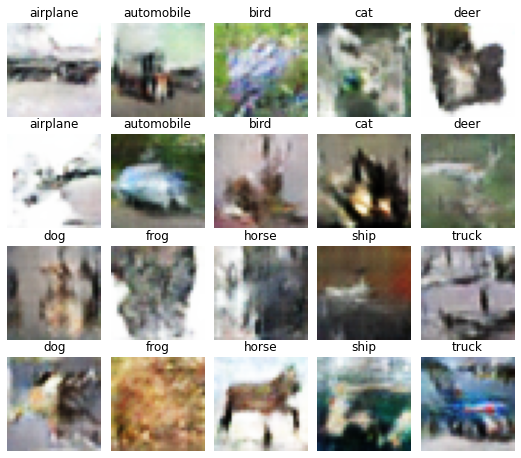 airplane automobile bird cat deer
airplane automobile bird cat deer
dog frog horse ship truck
dog frog horse ship truck